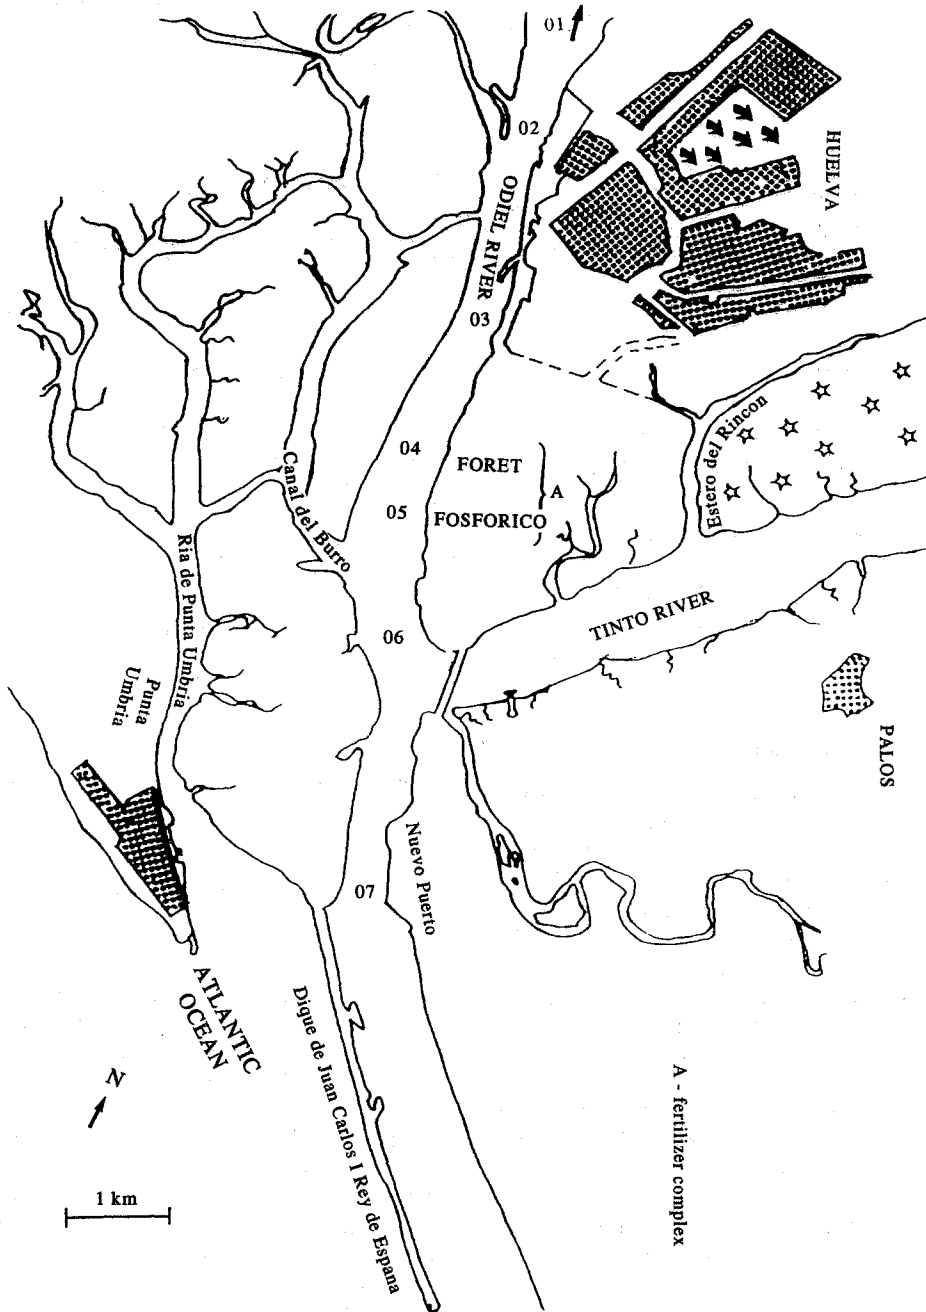 01
02
HUELVA
ODIEL RIVER
03
Estero del Rincon
04
FORET
A
Canal del Burro
05
FOSFORICO
Ria de Punta Umbria
TINTO RIVER
06
Punta
Umbria
PALOS
Nuevo Puerto
07
ATLANTIC
OCEAN
Dique de Juan Carlos I Rey de Espana
N
A - fertilizer complex
1 km